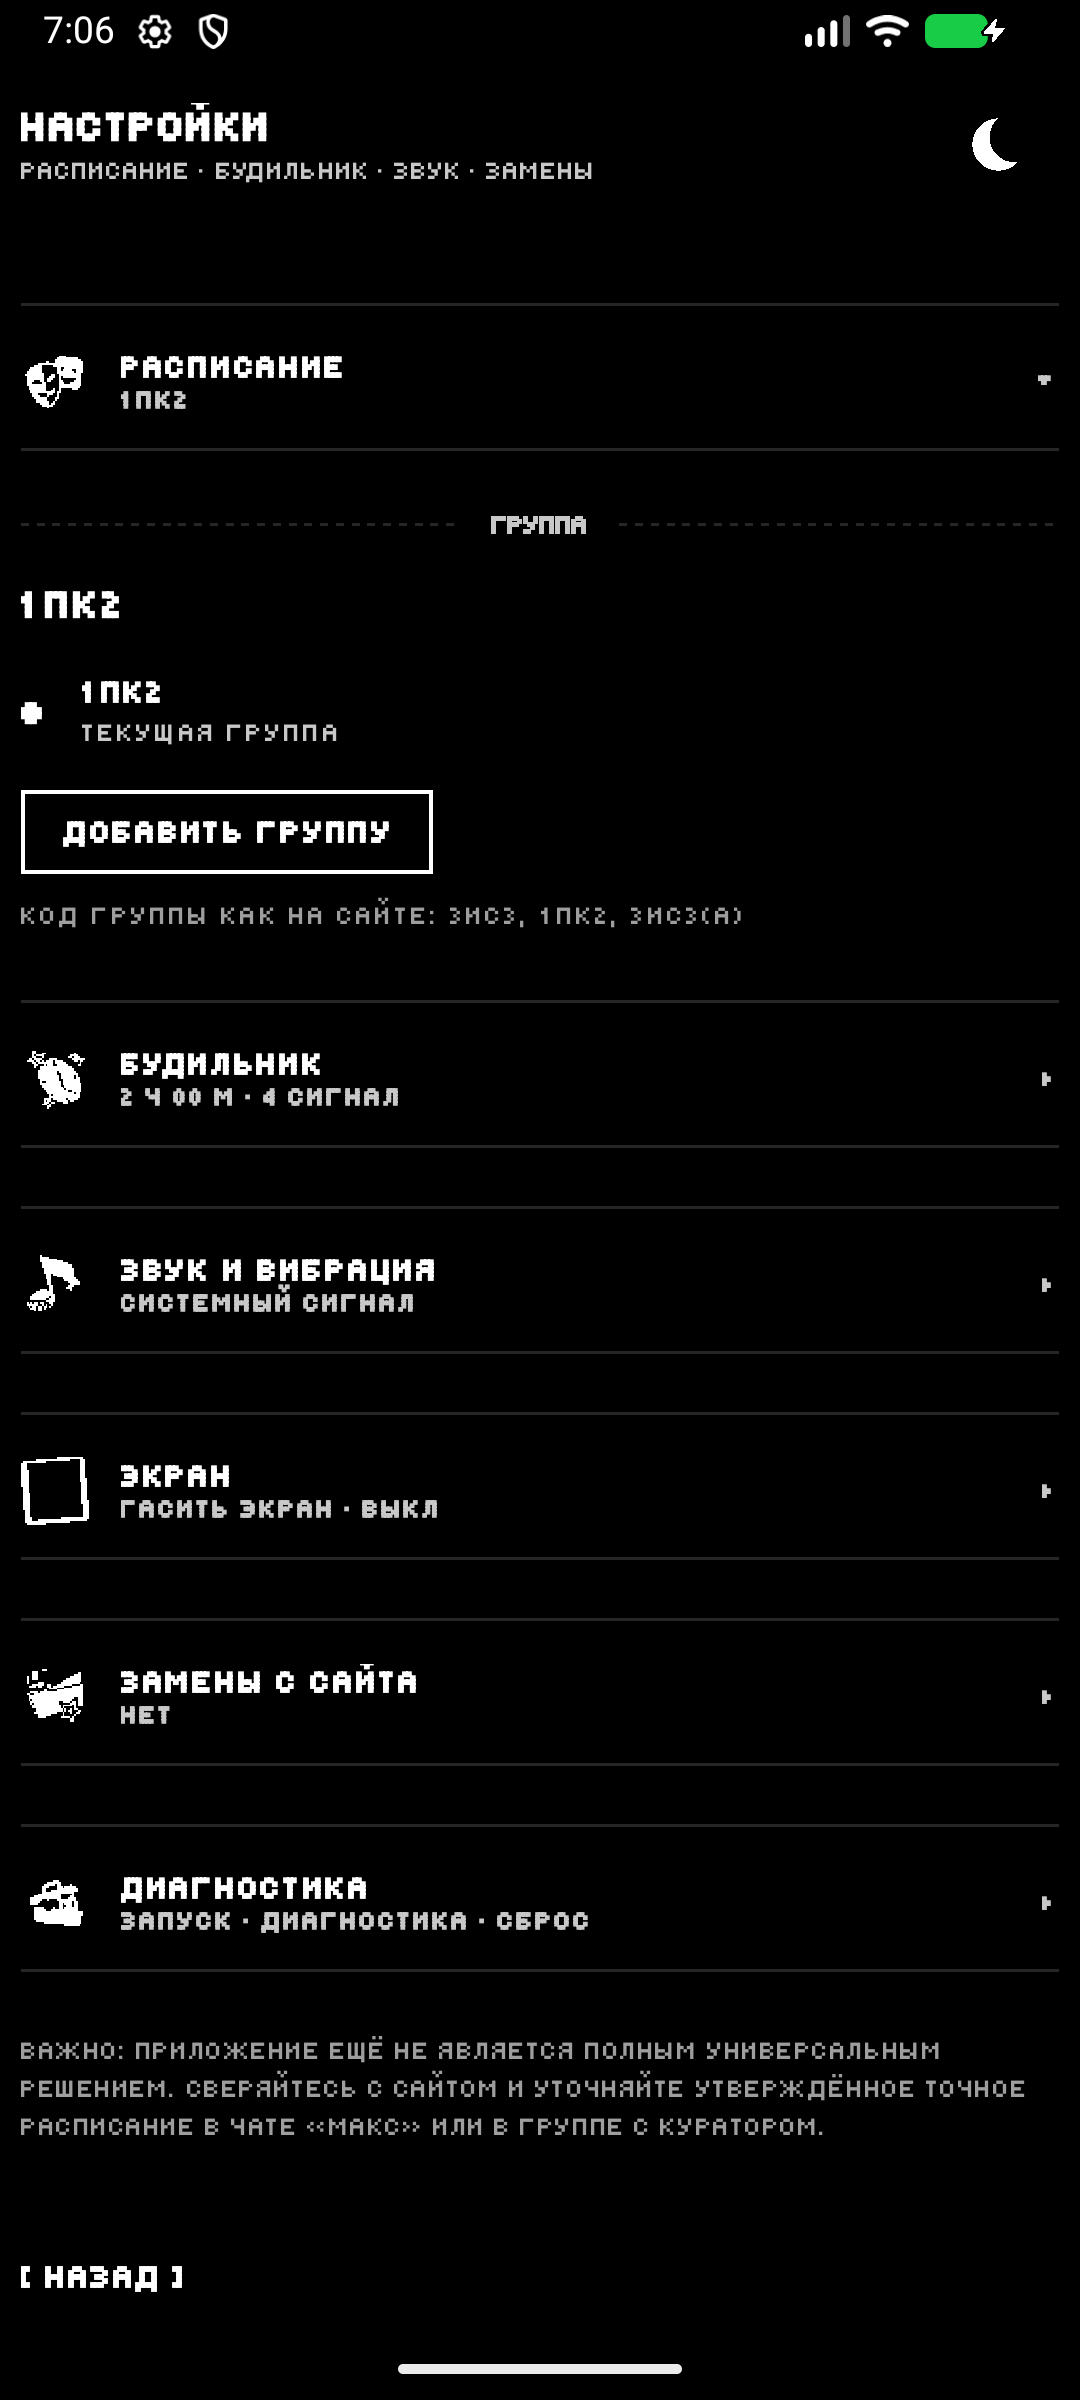 7:06
НАСТРОЙКИ
РАСПИСАНИЕ · БУДИЛЬНИК · ЗВУК · ЗАМЕНЫ
РАСПИСАНИЕ
1ПК2
ГРУППА
1ПК2
1ПК2
ТЕКУЩАЯ ГРУППА
ДОБАВИТЬ ГРУППУ
КОД ГРУППЫ КАК НА САЙТЕ: 3ИС3, 1ПК2, 3ИС3(А)
БУДИЛЬНИК
2 Ч 00 М · 4 СИГНАЛ
ЗВУК И ВИБРАЦИЯ
СИСТЕМНЫЙ СИГНАЛ
ЭКРАН
ГАСИТЬ ЭКРАН · ВЫКЛ
ЗАМЕНЫ С САЙТА
НЕТ
ДИАГНОСТИКА
ЗАПУСК · ДИАГНОСТИКА · СБРОС
ВАЖНО: ПРИЛОЖЕНИЕ ЕЩЁ НЕ ЯВЛЯЕТСЯ ПОЛНЫМ УНИВЕРСАЛЬНЫМ
РЕШЕНИЕМ. СВЕРЯЙТЕСЬ С САЙТОМ И УТОЧНЯЙТЕ УТВЕРЖДЁННОЕ ТОЧНОЕ
РАСПИСАНИЕ В ЧАТЕ «МАКС» ИЛИ В ГРУППЕ С КУРАТОРОМ.
[ НАЗАД ]